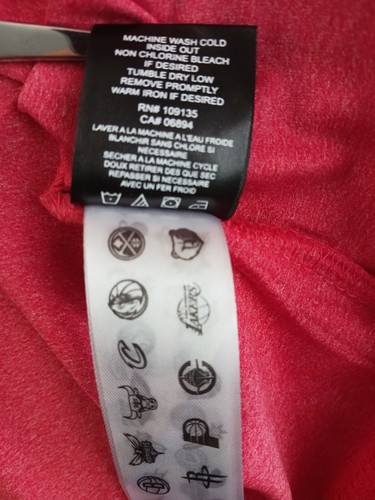 MACHINE WASH COLD
INSIDE OUT
NON CHLORINE BLEACH
IF DESIRED
TUMBLE DRY LOW
REMOVE PROMPTLY
WARM IRON IF DESIRED
RN# 109135
CA# 06894
LAVER A LA MACHINE A L'EAU FROIDE
BLANCHIR SANS CHLORE SI
NECESSAIRE
SECHER A LA MACHINE CYCLE
DOUX RETIRER DES QUE SEC
REPASSER SI NECESSAIRE
AVEC UN FER FROID